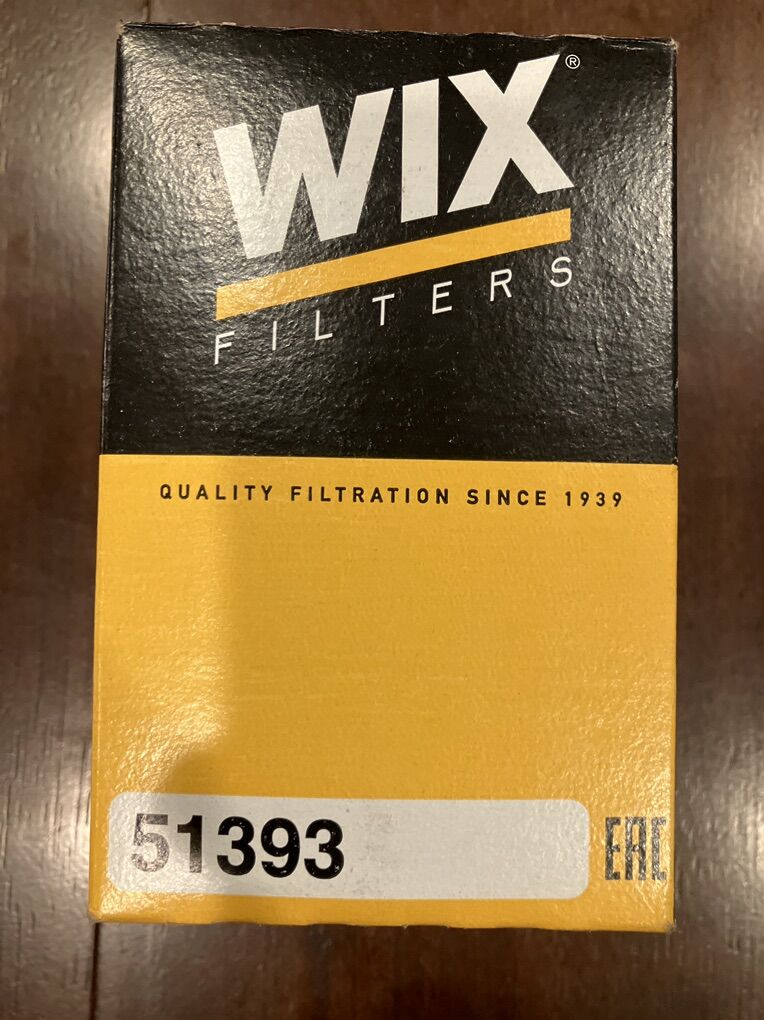 WIX®
FILTERS
QUALITY FILTRATION SINCE 1939
51393
EAC